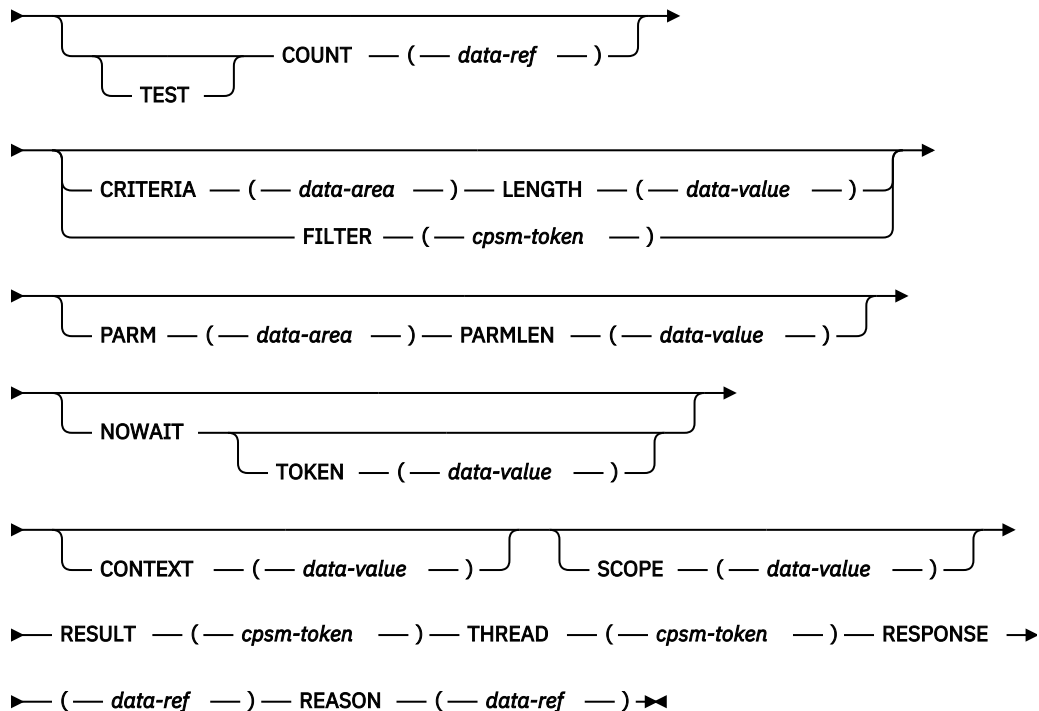 COUNT ( data-ref )
TEST
CRITERIA ( data-area ) LENGTH ( data-value )
FILTER ( cpsm-token )
PARM ( data-area ) PARMLEN ( data-value )
NOWAIT
TOKEN ( data-value )
CONTEXT ( data-value ) SCOPE ( data-value )
RESULT ( cpsm-token ) THREAD ( cpsm-token ) RESPONSE
( data-ref ) REASON ( data-ref )